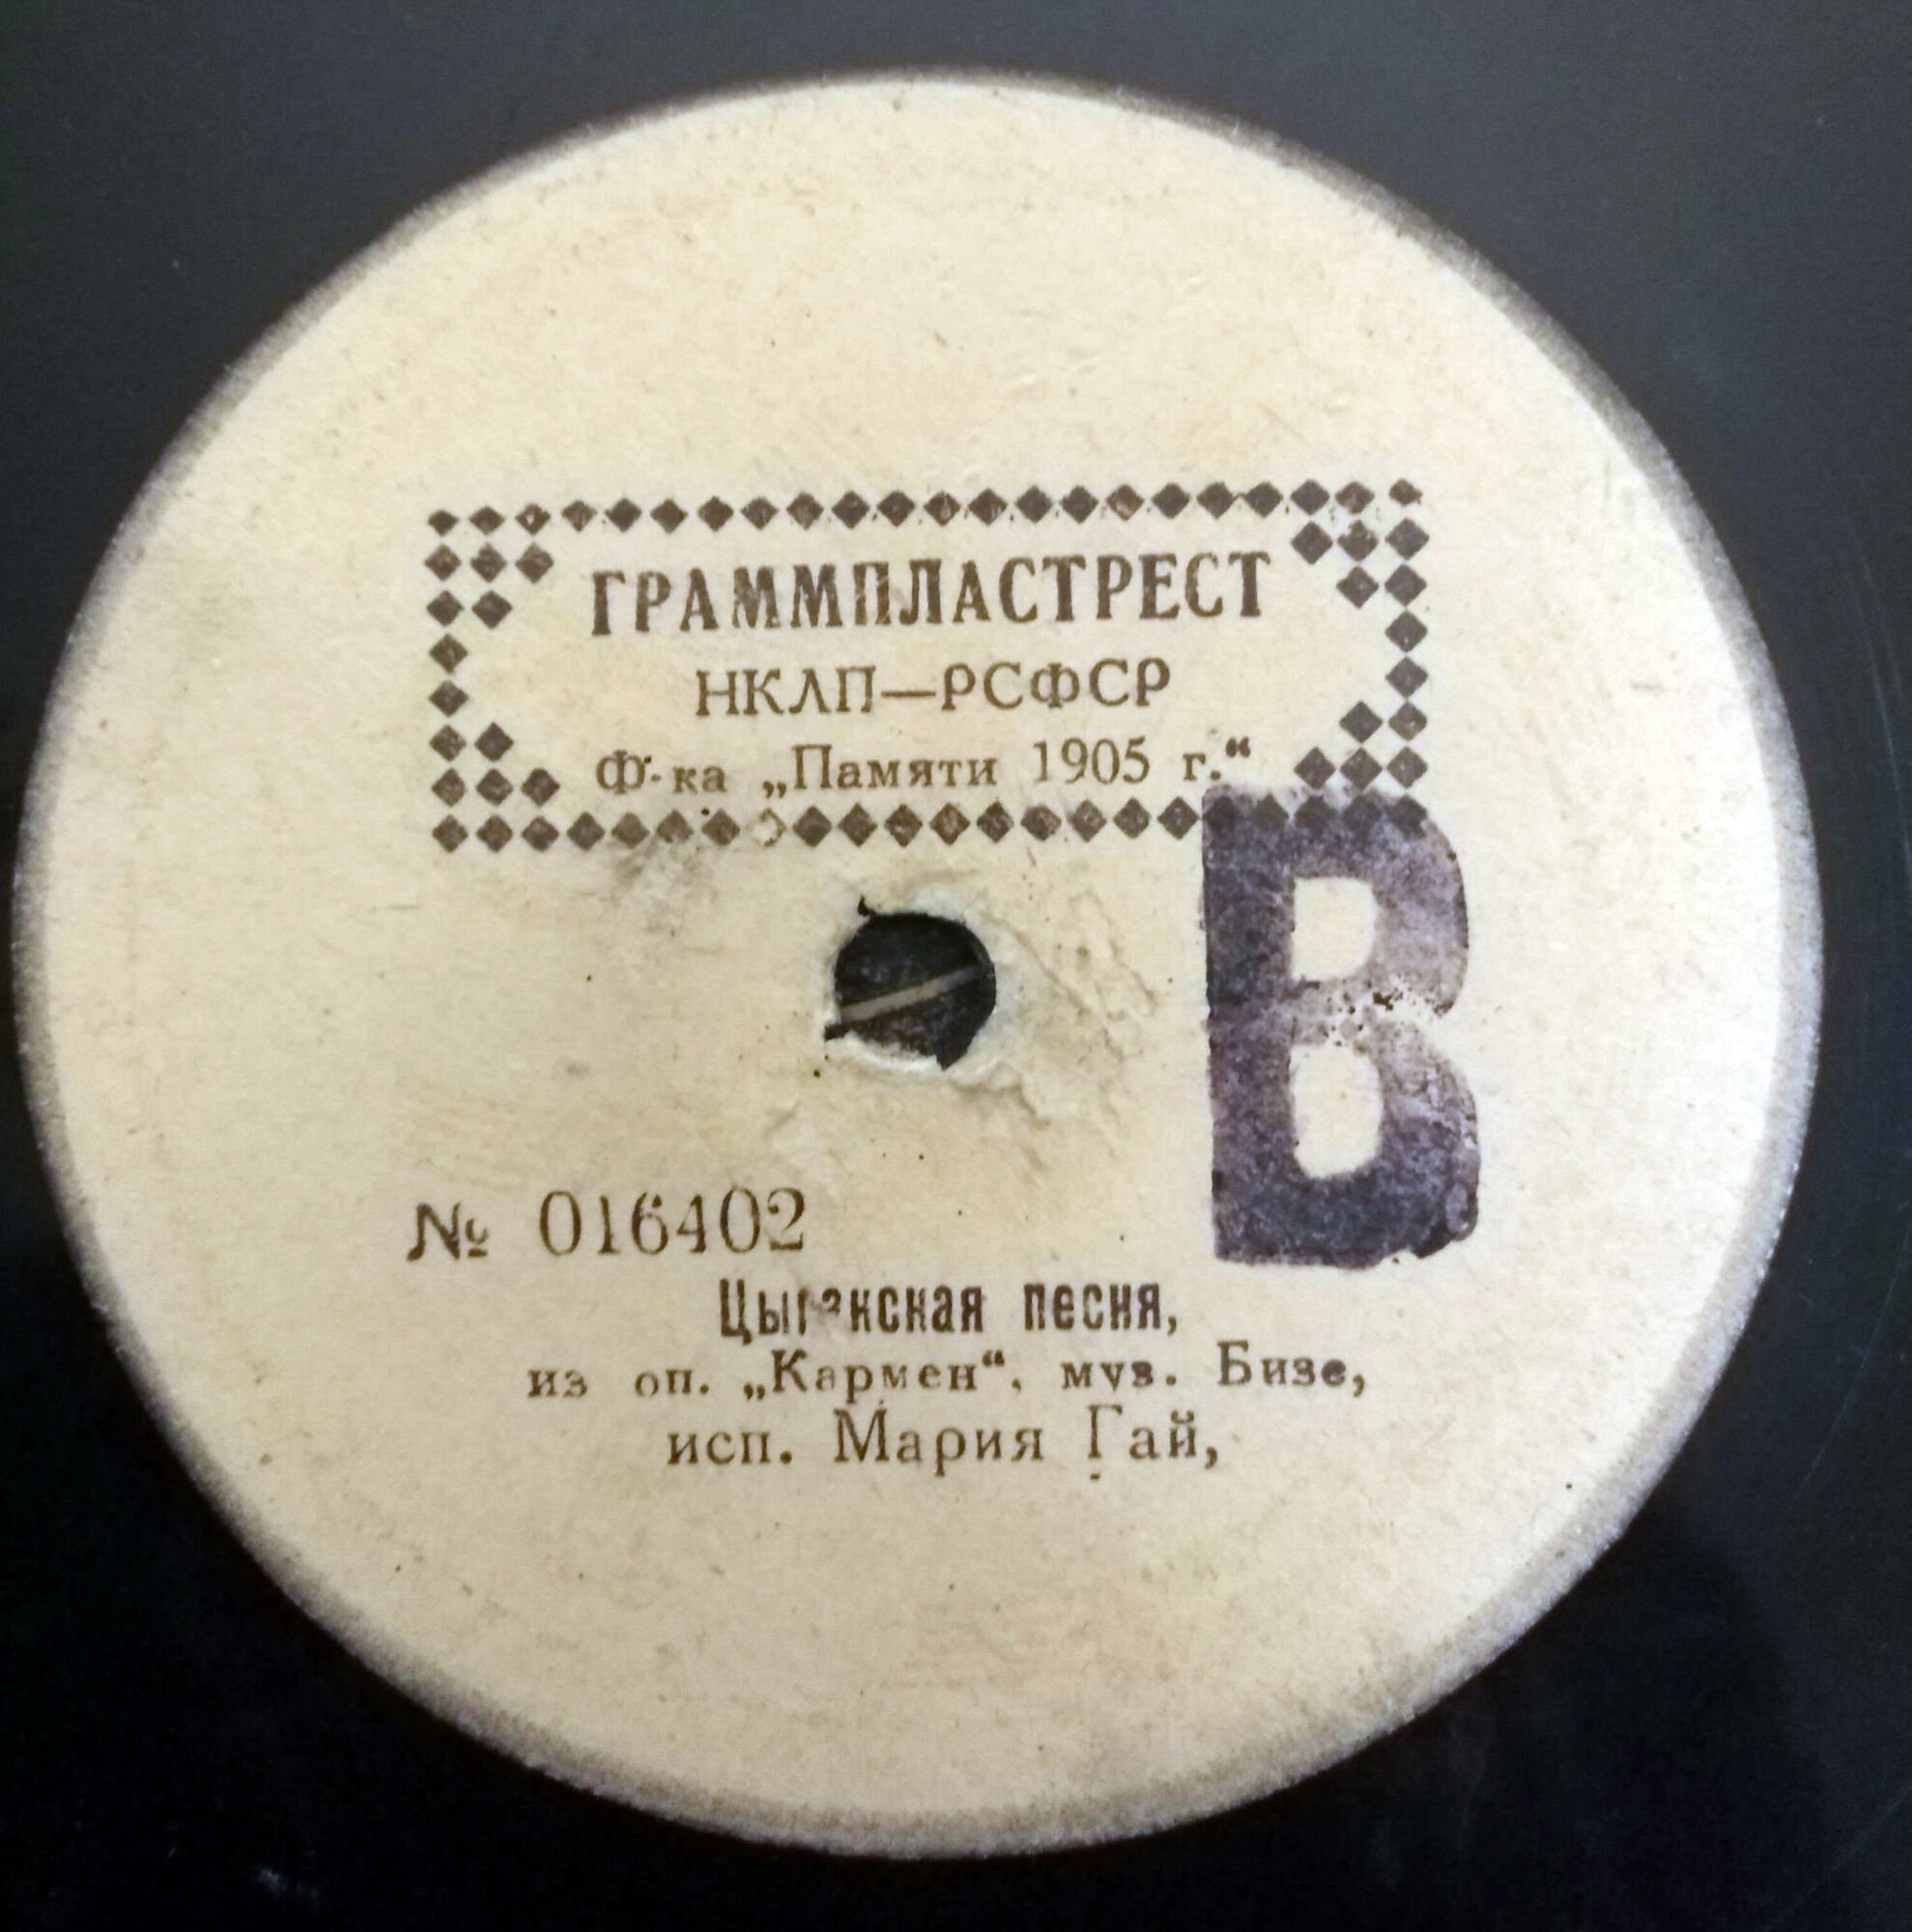 ГРАММПЛАСТРЕСТ
НКЛП—РСФСР
Ф-ка „Памяти 1905 г.“
В
№ 016402
Цыганская песня,
из оп. „Кармен“, муз. Бизе,
исп. Мария Гай,